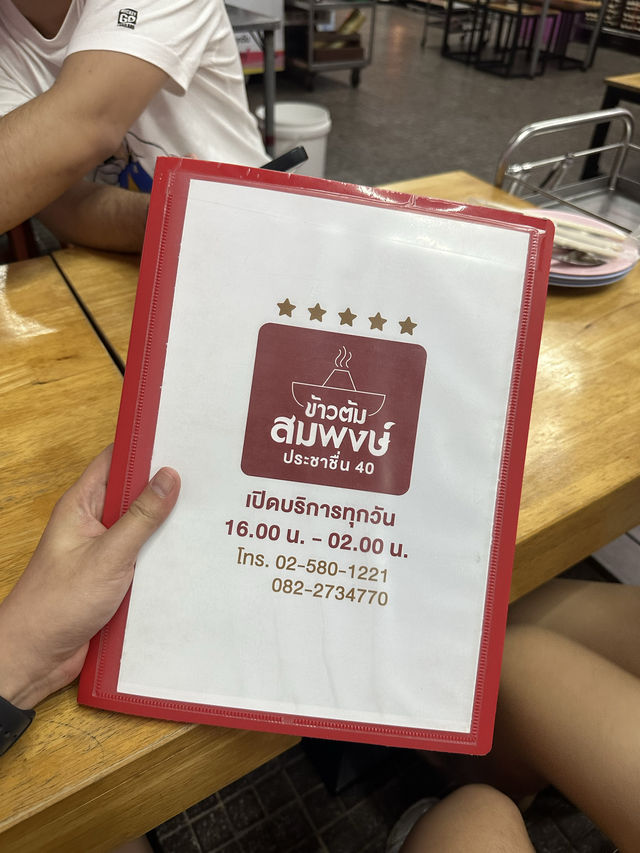 ข้าวต้ม
สมพงษ์
ประชาชื่น 40
เปิดบริการทุกวัน
16.00 น. - 02.00 น.
โทร. 02-580-1221
082-2734770